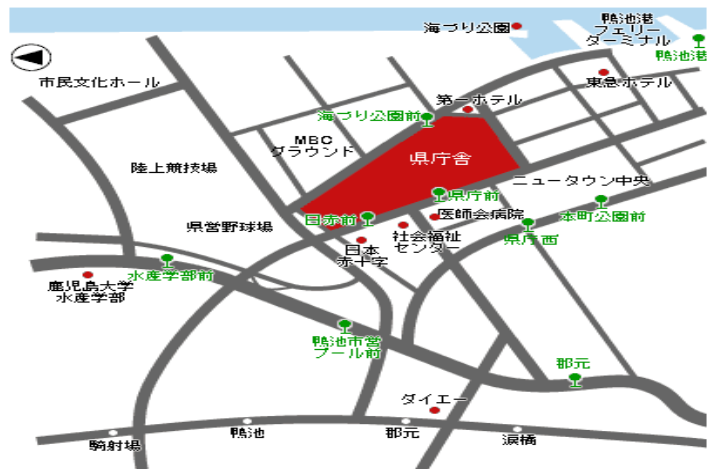 海づり公園
鴨池港
フェリー
ターミナル
鴨池港
市民文化ホール
東急ホテル
第一ホテル
海づり公園前
MBC
グラウンド
県庁舎
陸上競技場
ニュータウン中央
県庁前
医師会病院
本町公園前
日赤前
県営野球場
社会福祉
センター
県庁西
日本
赤十字
水産学部前
鹿児島大学
水産学部
鴨池市営
プール前
郡元
ダイエー
騎射場
鴨池
郡元
涙橋